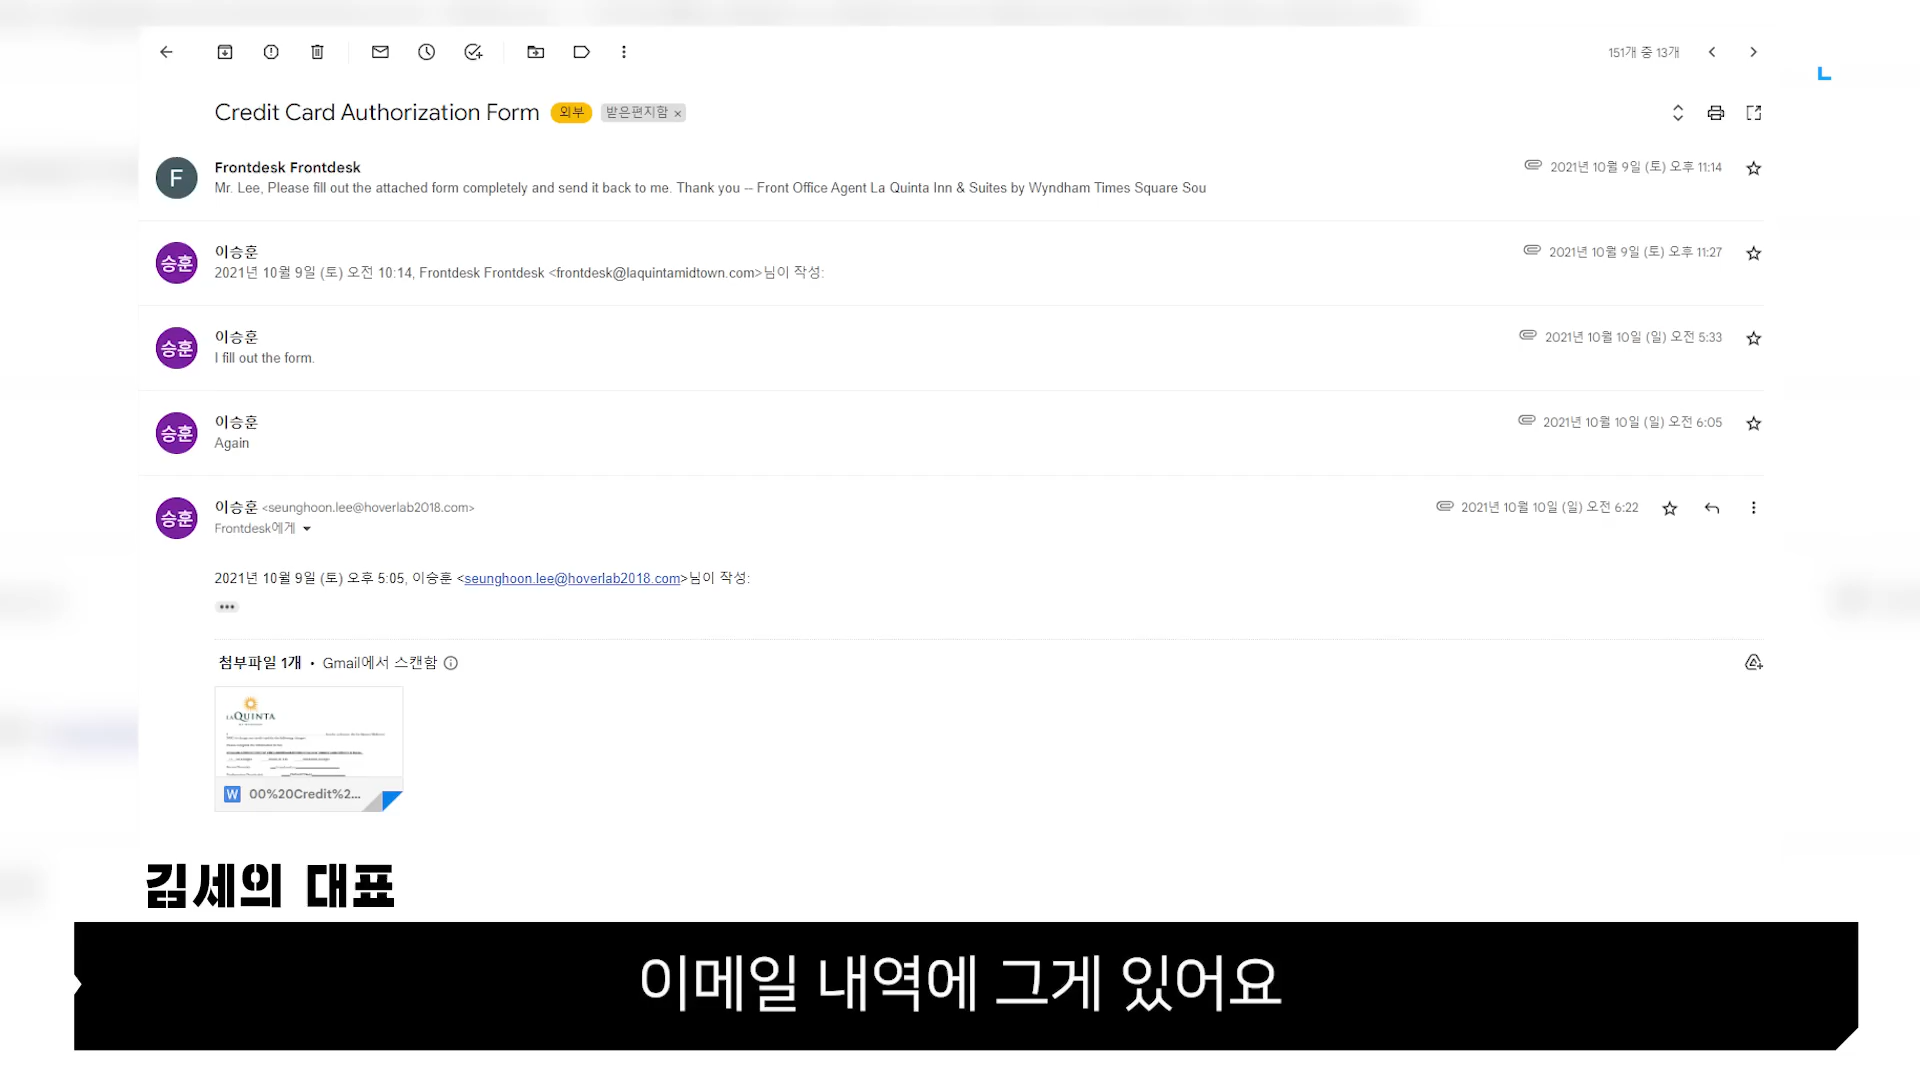 151개 중 13개
Credit Card Authorization Form 외부 받은편지함 ×
F Frontdesk Frontdesk 2021년 10월 9일 (토) 오후 11:14
Mr. Lee, Please fill out the attached form completely and send it back to me. Thank you -- Front Office Agent La Quinta Inn & Suites by Wyndham Times Square Sou
승훈 이승훈 2021년 10월 9일 (토) 오후 11:27
2021년 10월 9일 (토) 오전 10:14, Frontdesk Frontdesk <frontdesk@laquintamidtown.com>님이 작성:
승훈 이승훈 2021년 10월 10일 (일) 오전 5:33
I fill out the form.
승훈 이승훈 2021년 10월 10일 (일) 오전 6:05
Again
승훈 이승훈 <seunghoon.lee@hoverlab2018.com> 2021년 10월 10일 (일) 오전 6:22
Frontdesk에게
2021년 10월 9일 (토) 오후 5:05, 이승훈 <seunghoon.lee@hoverlab2018.com>님이 작성:
첨부파일 1개 • Gmail에서 스캔함
LAQUINTA
W 00%20Credit%2...
김세의 대표
이메일 내역에 그게 있어요